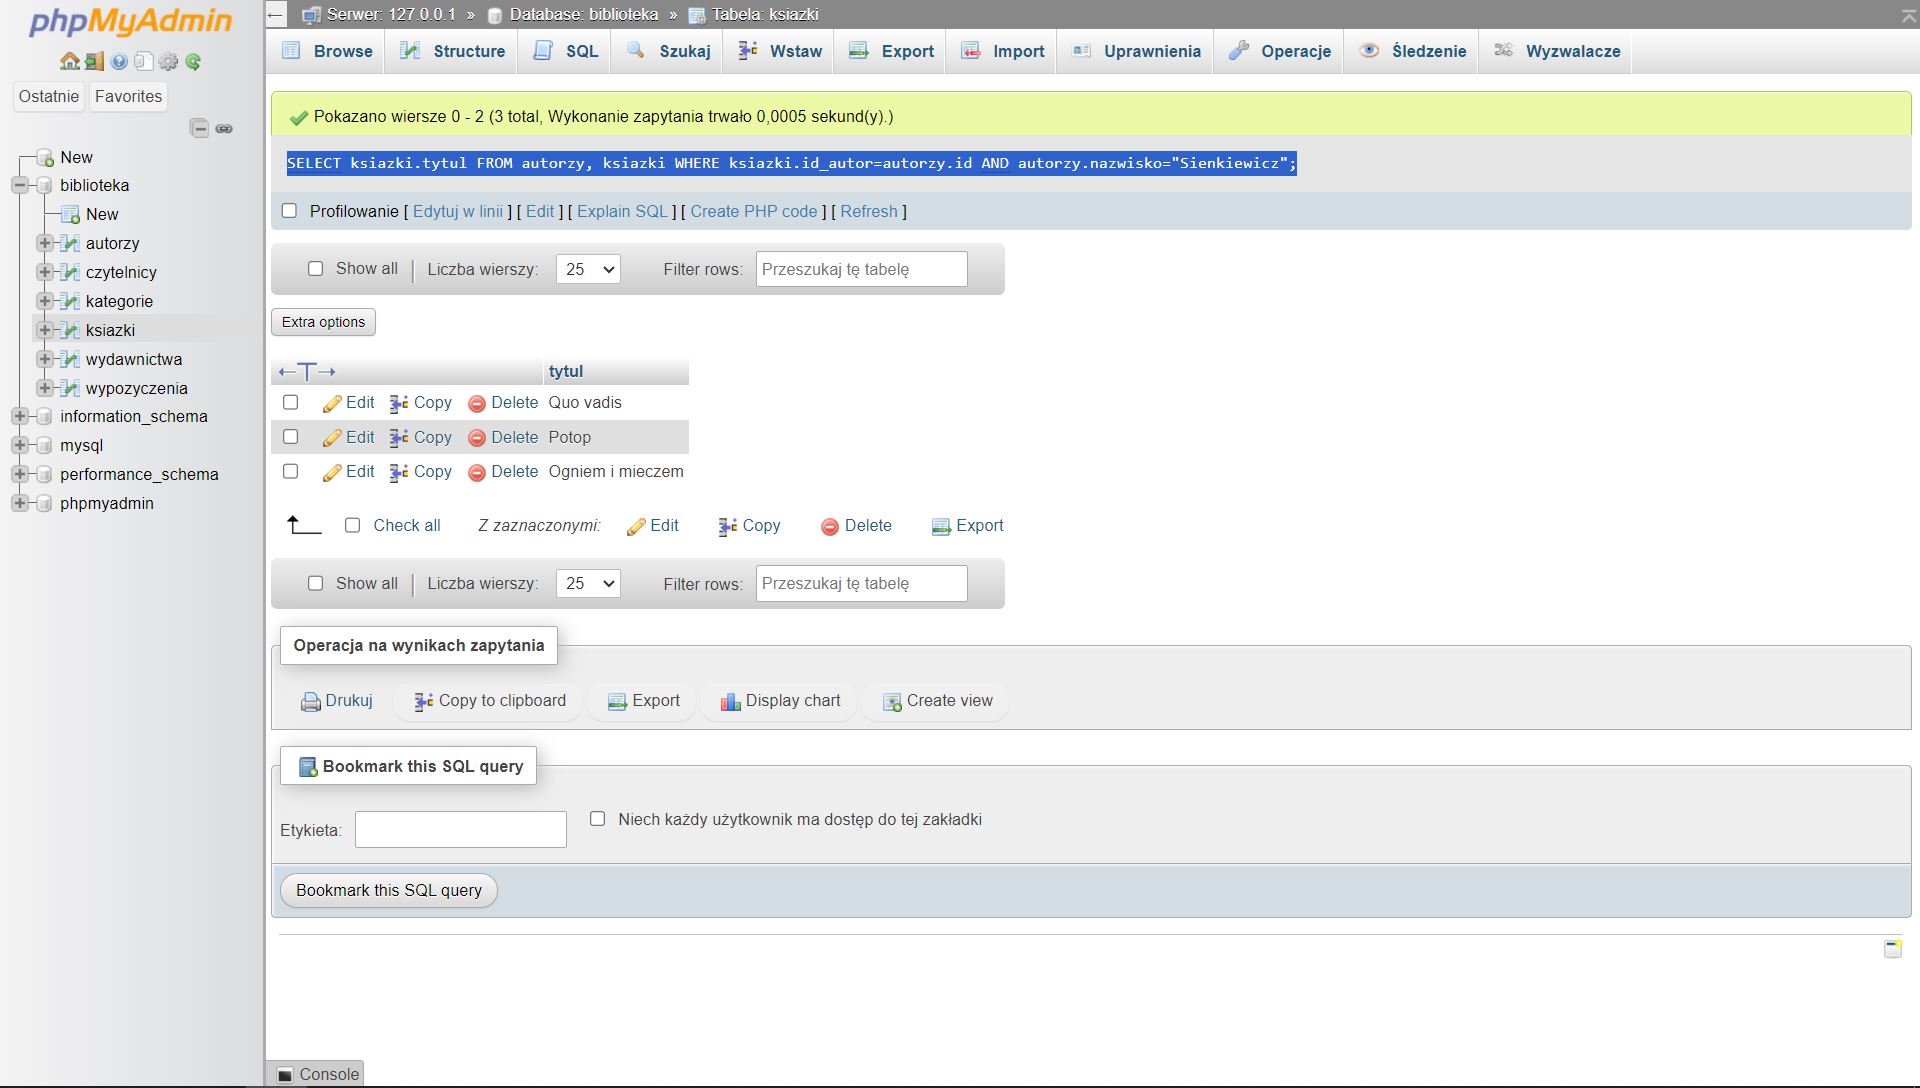 phpMyAdmin
Ostatnie Favorites
New
biblioteka
New
autorzy
czytelnicy
kategorie
ksiazki
wydawnictwa
wypozyczenia
information_schema
mysql
performance_schema
phpmyadmin
Serwer: 127.0.0.1 » Database: biblioteka » Tabela: ksiazki
Browse Structure SQL Szukaj Wstaw Export Import Uprawnienia Operacje Śledzenie Wyzwalacze
Pokazano wiersze 0 - 2 (3 total, Wykonanie zapytania trwało 0,0005 sekund(y).)
SELECT ksiazki.tytul FROM autorzy, ksiazki WHERE ksiazki.id_autor=autorzy.id AND autorzy.nazwisko="Sienkiewicz";
Profilowanie [ Edytuj w linii ] [ Edit ] [ Explain SQL ] [ Create PHP code ] [ Refresh ]
Show all | Liczba wierszy: 25 Filter rows: Przeszukaj tę tabelę
Extra options
←T→ tytul
Edit Copy Delete Quo vadis
Edit Copy Delete Potop
Edit Copy Delete Ogniem i mieczem
Check all Z zaznaczonymi: Edit Copy Delete Export
Show all | Liczba wierszy: 25 Filter rows: Przeszukaj tę tabelę
Operacja na wynikach zapytania
Drukuj Copy to clipboard Export Display chart Create view
Bookmark this SQL query
Etykieta: Niech każdy użytkownik ma dostęp do tej zakładki
Bookmark this SQL query
Console